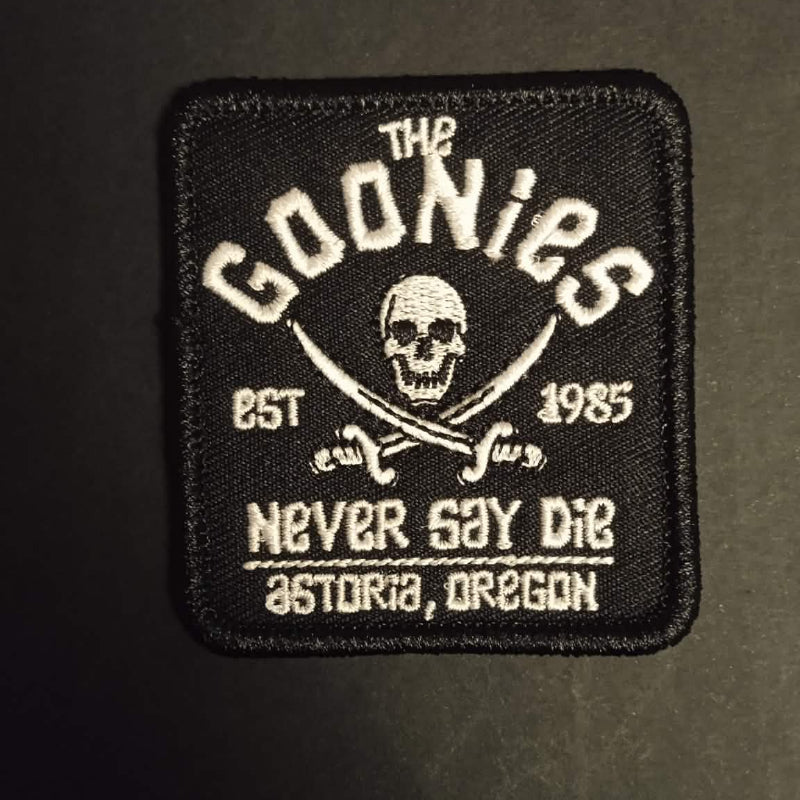 THe
GOONieS
eST 1985
NeVeR SaY Die
aSTORia, OReGON